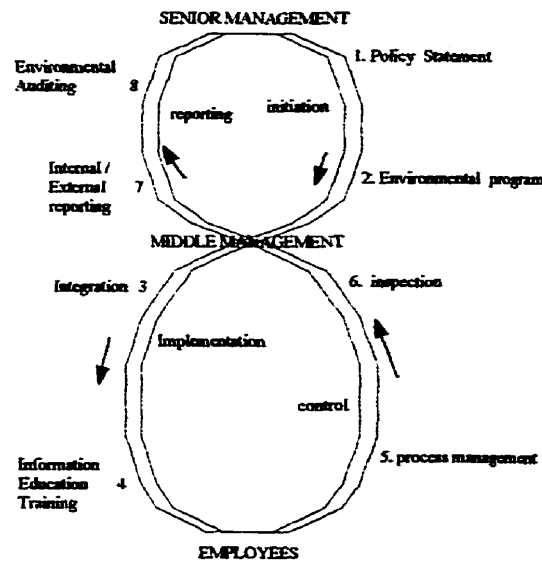 SENIOR MANAGEMENT
1. Policy Statement
Environmental
Auditing 8
reporting
initiation
Internal /
External 7
reporting
2. Environmental program
MIDDLE MANAGEMENT
Integration 3
6. inspection
Implementation
control
Information
Education 4
Training
5. process management
EMPLOYEES